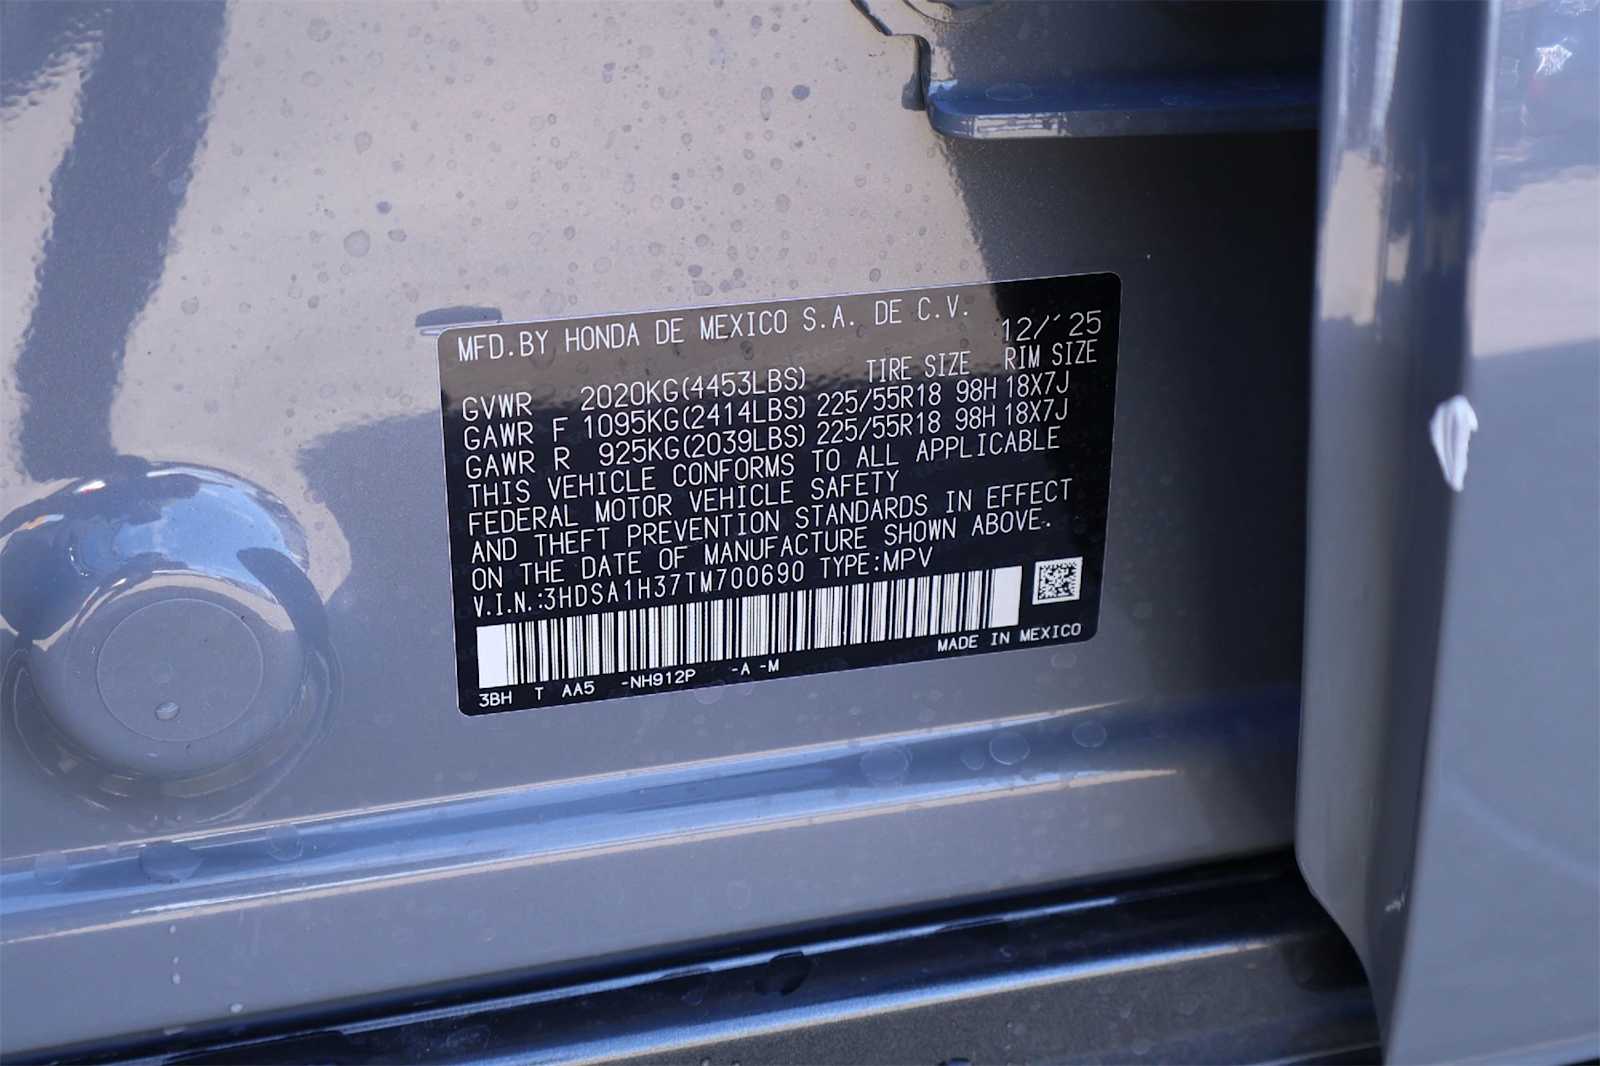 MFD.BY HONDA DE MEXICO S.A. DE C.V. 12/'25
TIRE SIZE RIM SIZE
GVWR 2020KG(4453LBS)
GAWR F 1095KG(2414LBS) 225/55R18 98H 18X7J
GAWR R 925KG(2039LBS) 225/55R18 98H 18X7J
THIS VEHICLE CONFORMS TO ALL APPLICABLE
FEDERAL MOTOR VEHICLE SAFETY
AND THEFT PREVENTION STANDARDS IN EFFECT
ON THE DATE OF MANUFACTURE SHOWN ABOVE.
V.I.N.:3HDSA1H37TM700690 TYPE:MPV
MADE IN MEXICO
3BH T AA5 -NH912P -A -M